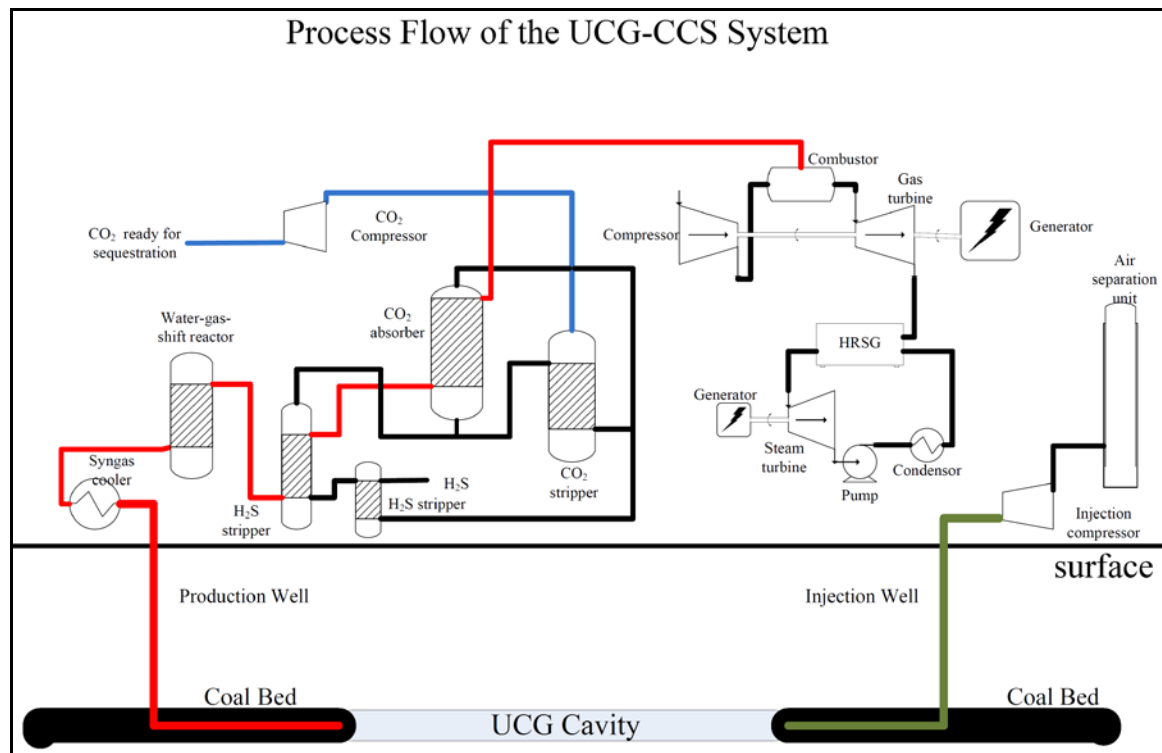 Process Flow of the UCG-CCS System
Combustor
Gas
turbine
CO₂
Compressor
CO₂ ready for
sequestration
Compressor
Generator
Air
separation
unit
Water-gas-
shift reactor
CO₂
absorber
HRSG
Generator
Syngas
cooler
Steam
turbine
Condensor
CO₂
stripper
H₂S
H₂S stripper
H₂S
stripper
Pump
Injection
compressor
surface
Production Well
Injection Well
Coal Bed
Coal Bed
UCG Cavity